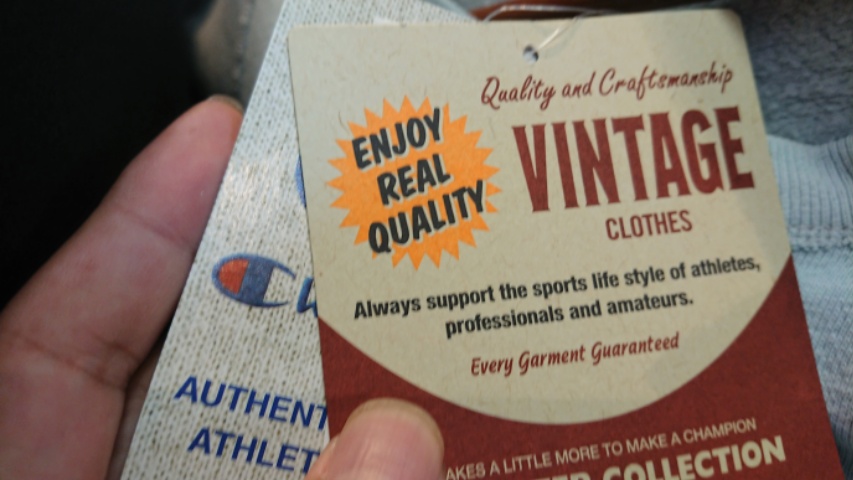 Quality and Craftsmanship
VINTAGE
CLOTHES
ENJOY
REAL
QUALITY
Always support the sports life style of athletes,
professionals and amateurs.
Every Garment Guaranteed
AKES A LITTLE MORE TO MAKE A CHAMPION
COLLECTION
AUTHENT
ATHLET